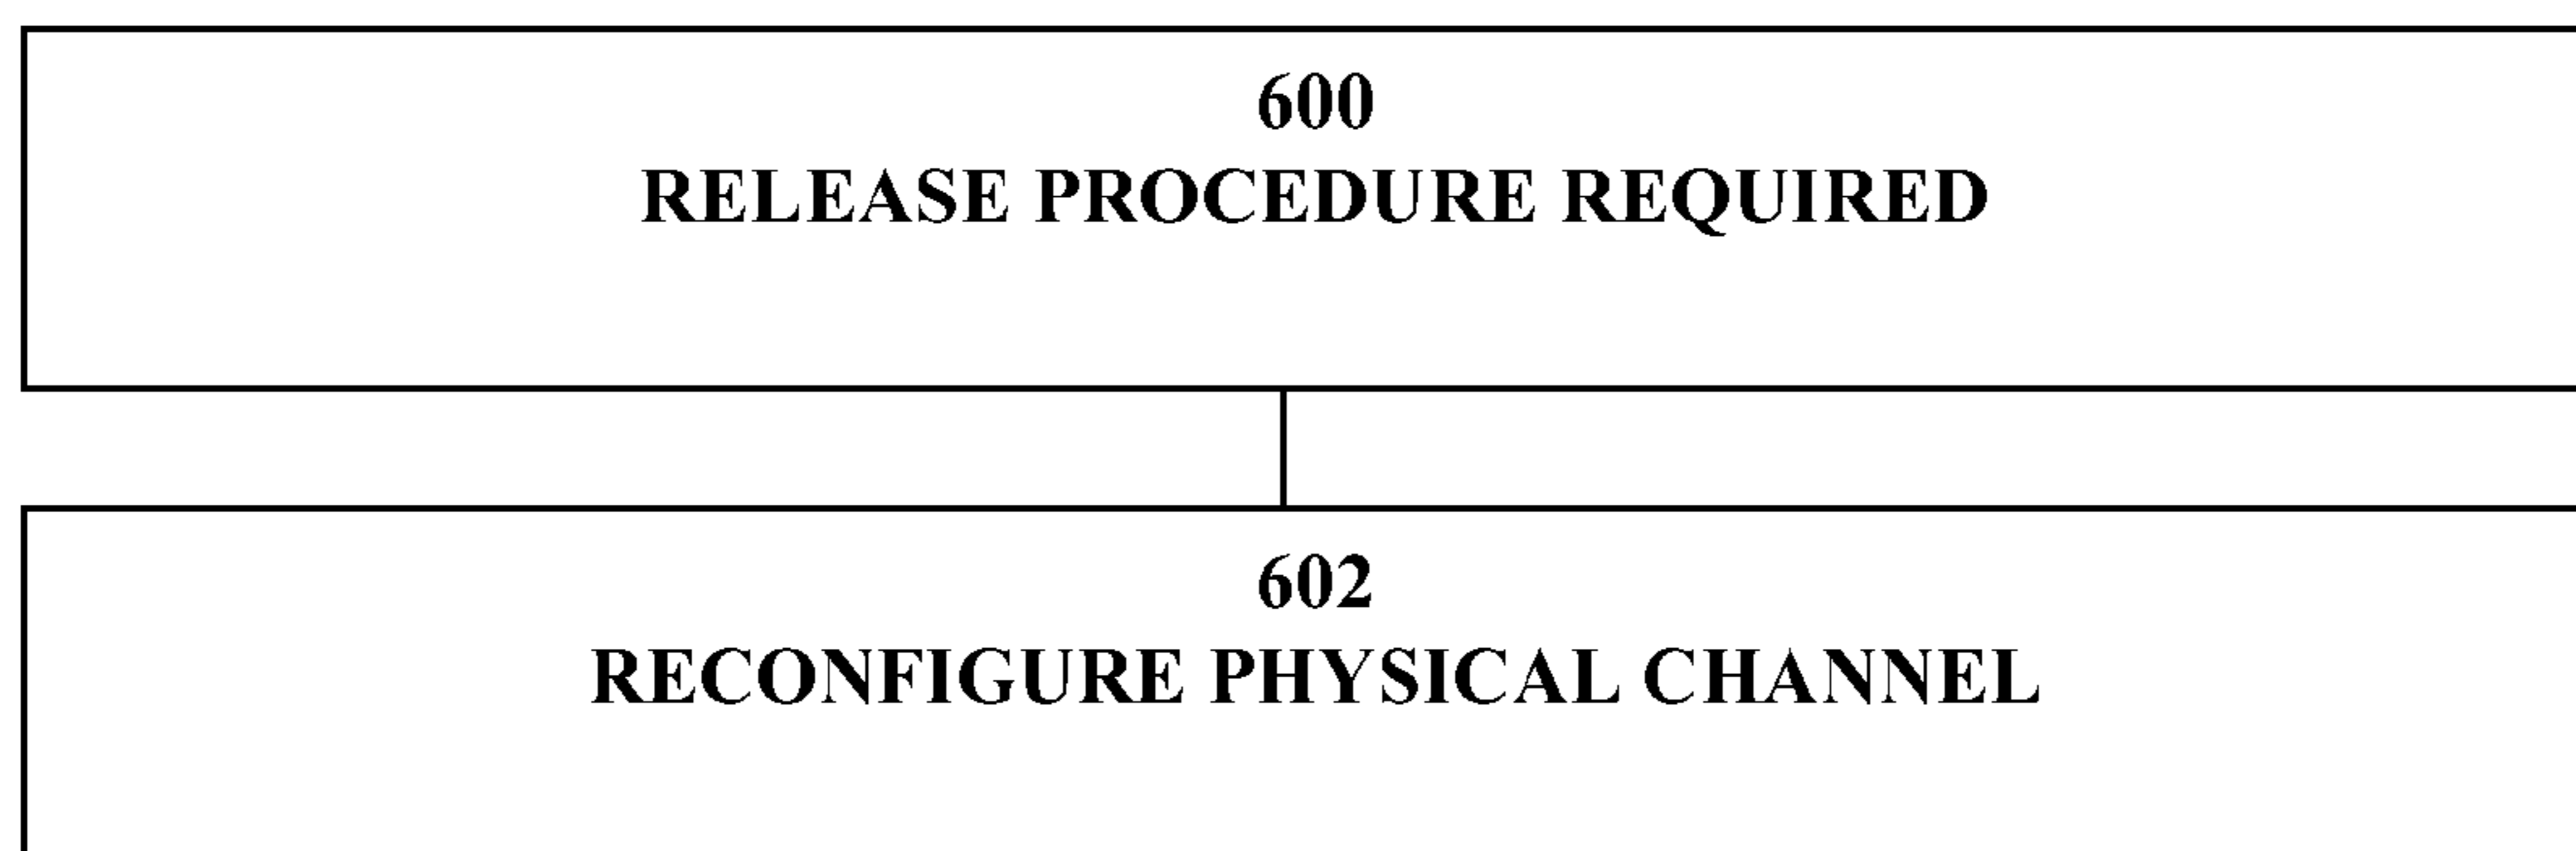 600
RELEASE PROCEDURE REQUIRED
602
RECONFIGURE PHYSICAL CHANNEL